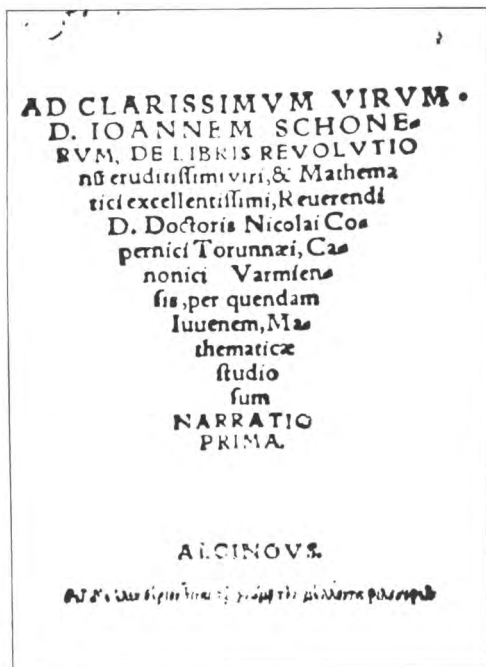 AD CLARISSIMVM VIRVM.
D. IOANNEM SCHONE-
RVM, DE LIBRIS REVOLVTIO
nū eruditiſſimi viri, & Mathema
tici excellentiſſimi, Reuerendi
D. Doctoris Nicolai Co-
pernici Torunnæi, Ca-
nonici Varmien-
ſis, per quendam
Iuuenem, Ma-
thematicæ
ſtudio
ſum
NARRATIO
PRIMA.
ALCINOVS.